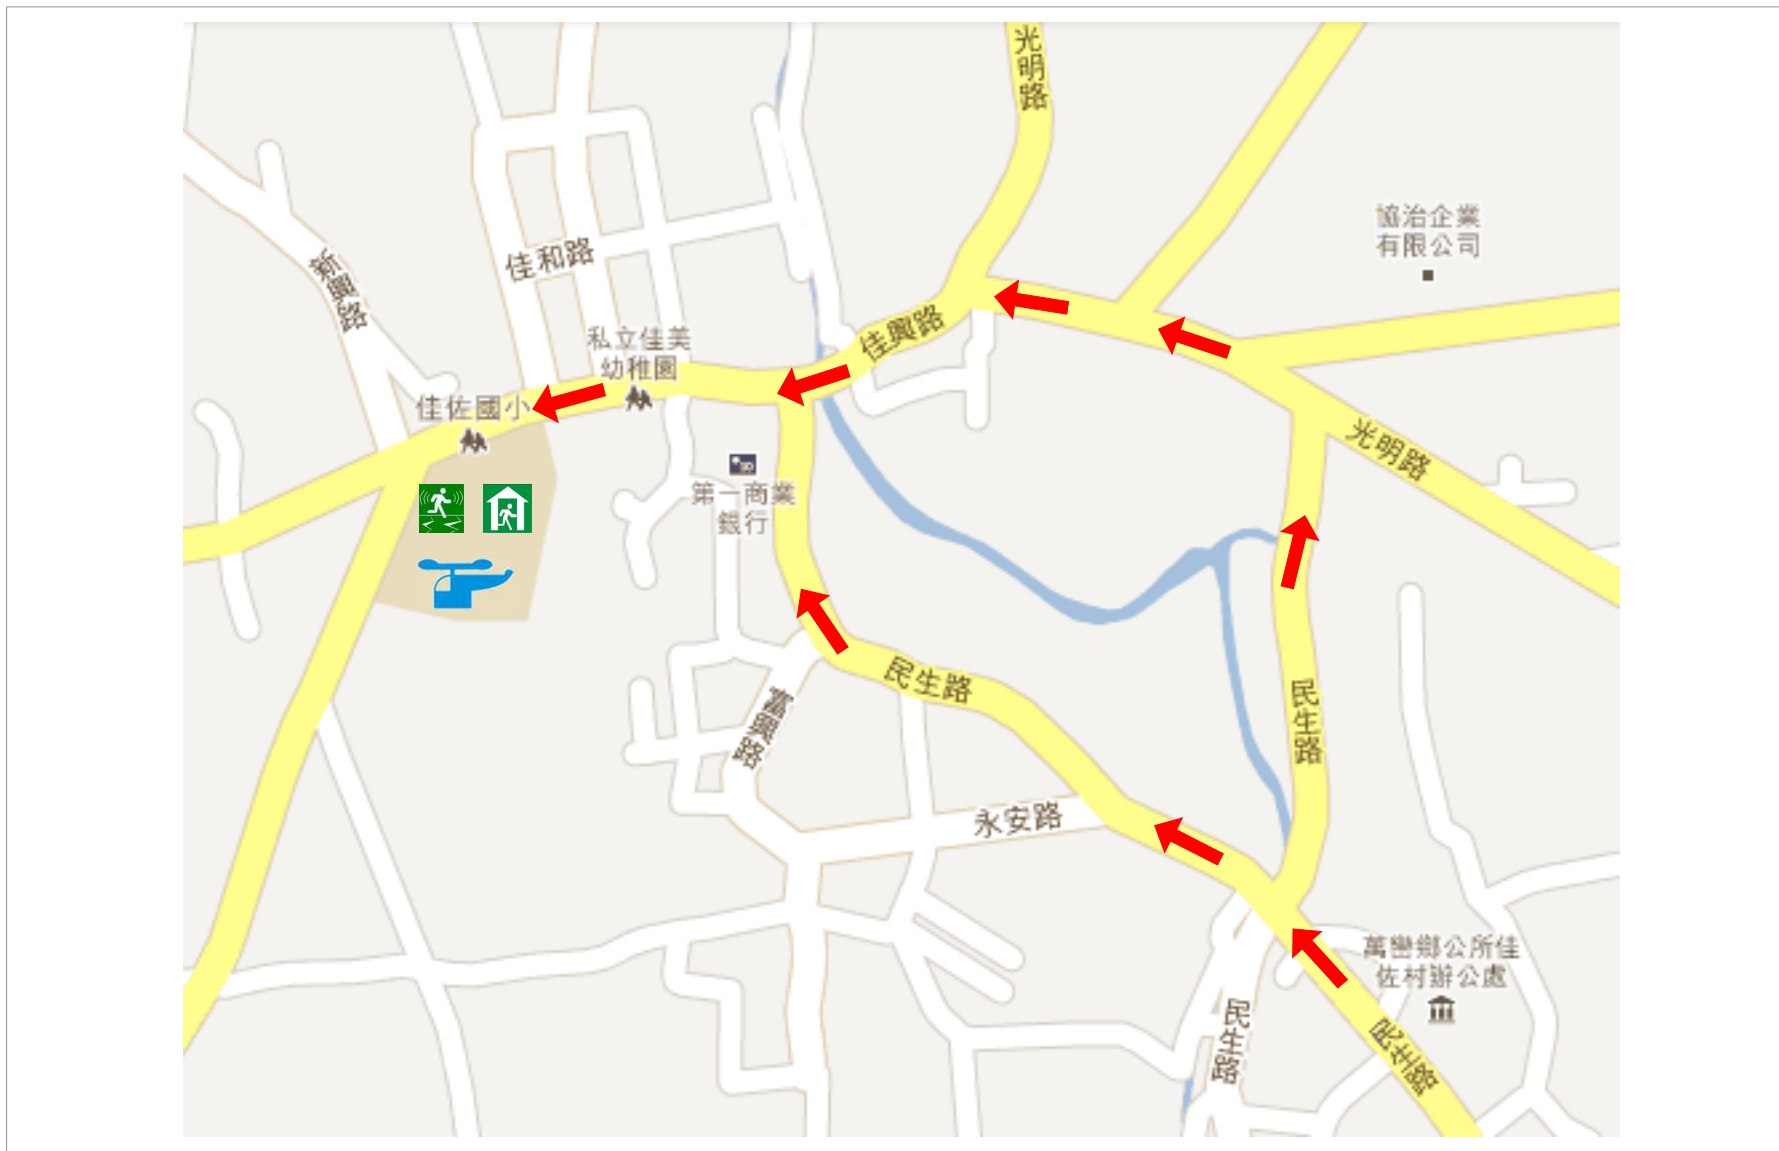 光明路
協治企業
有限公司
佳和路
新興路
佳興路
私立佳美
幼稚園
佳佐國小
光明路
第一商業
銀行
民生路
民生路
富興路
永安路
萬巒鄉公所佳
佐村辦公處
民生路
民生路